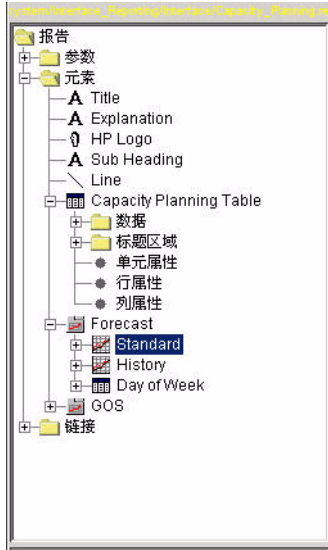 system/Interface_Reporting/Interface/Capacity_Planning.re
报告
参数
元素
Title
Explanation
HP Logo
Sub Heading
Line
Capacity Planning Table
数据
标题区域
单元属性
行属性
列属性
Forecast
Standard
History
Day of Week
GOS
链接